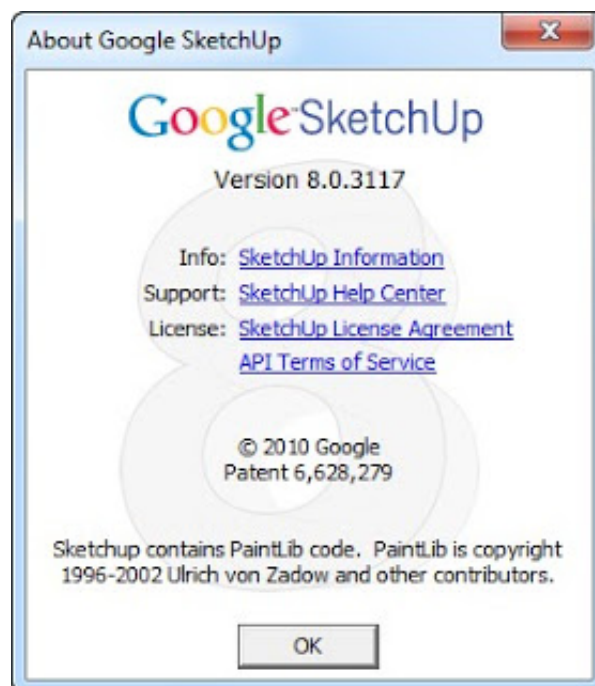 About Google SketchUp
Google™ SketchUp
Version 8.0.3117
Info: SketchUp Information
Support: SketchUp Help Center
License: SketchUp License Agreement
API Terms of Service
© 2010 Google
Patent 6,628,279
Sketchup contains PaintLib code. PaintLib is copyright
1996-2002 Ulrich von Zadow and other contributors.
OK